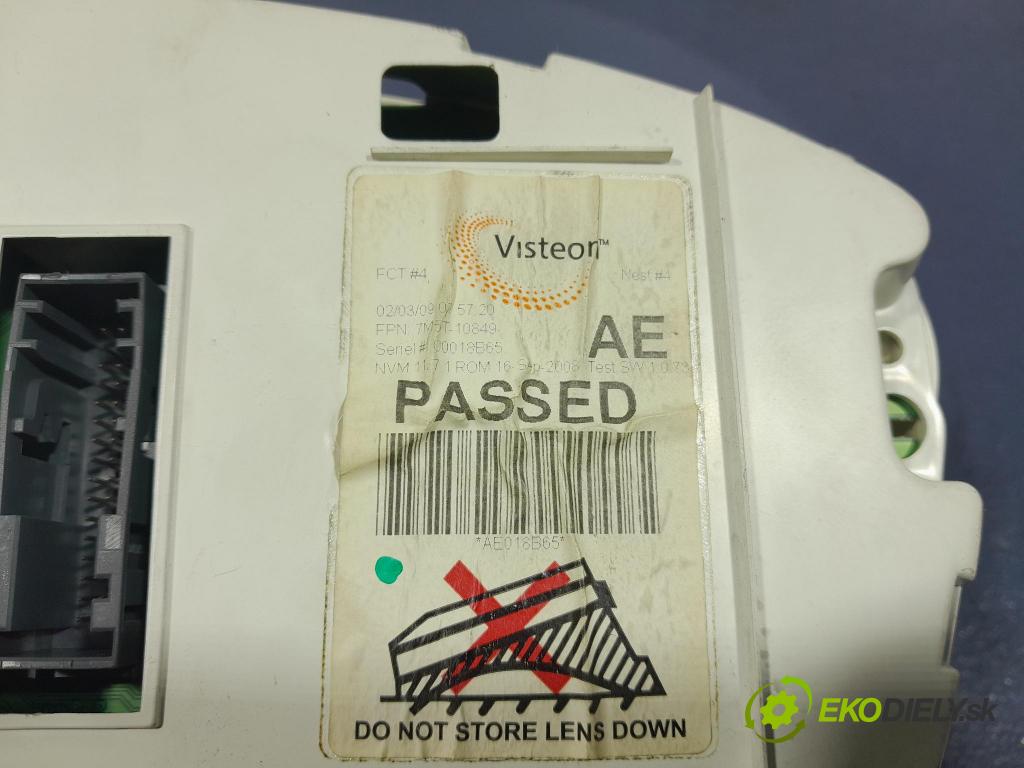 Visteon™
FCT #4 Nest #4
02/03/09 07:57:20
FPN: 7M5T-10849- AE
Serial#: 00018B65
NVM 11.7.1 ROM 16-Sep-2008 Test SW 1.0.73
PASSED
*AE018B65*
DO NOT STORE LENS DOWN
EKODIELY.sk